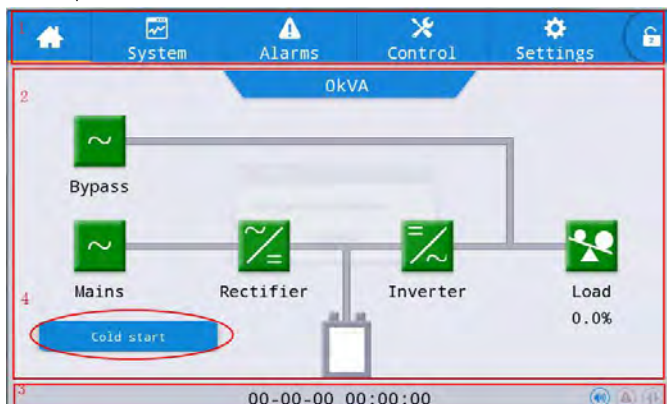 1
System Alarms Control Settings
2
0kVA
Bypass
Mains Rectifier Inverter Load
4
0.0%
Cold start
3
00-00-00 00:00:00